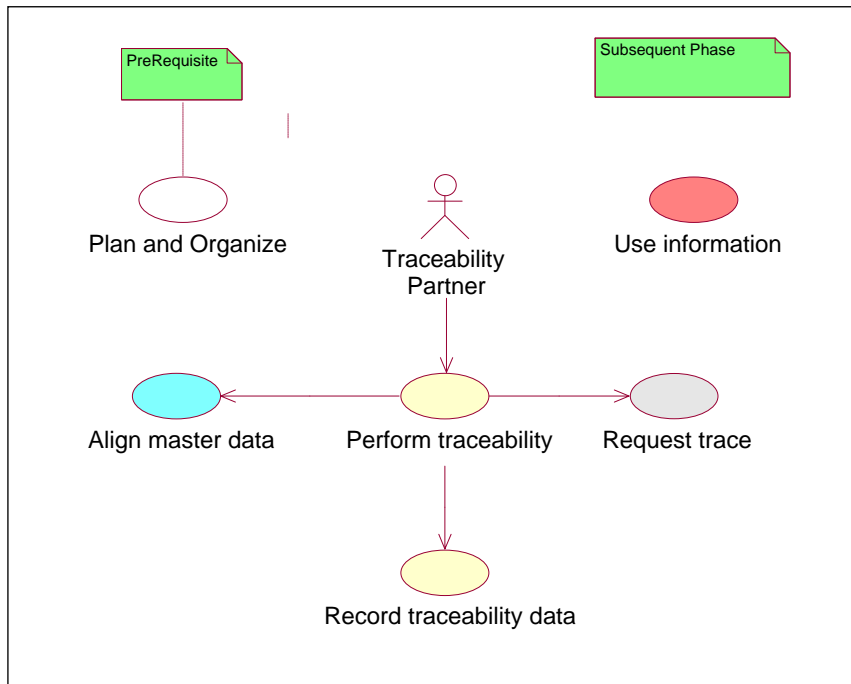 PreRequisite
Subsequent Phase
Plan and Organize
Traceability
Partner
Use information
Align master data
Perform traceability
Request trace
Record traceability data